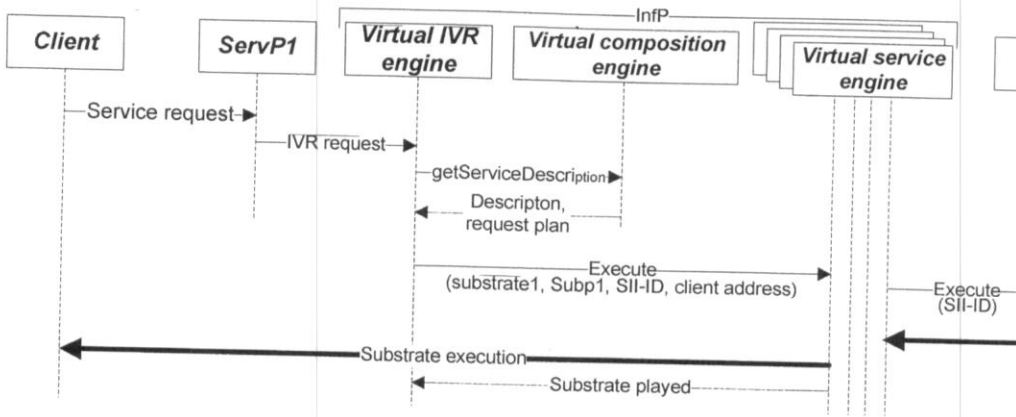 InfP
Client
ServP1
Virtual IVR
engine
Virtual composition
engine
Virtual service
engine
Service request
IVR request
getServiceDescription
Descripton,
request plan
Execute
(substrate1, Subp1, SII-ID, client address)
Execute
(SII-ID)
Substrate execution
Substrate played